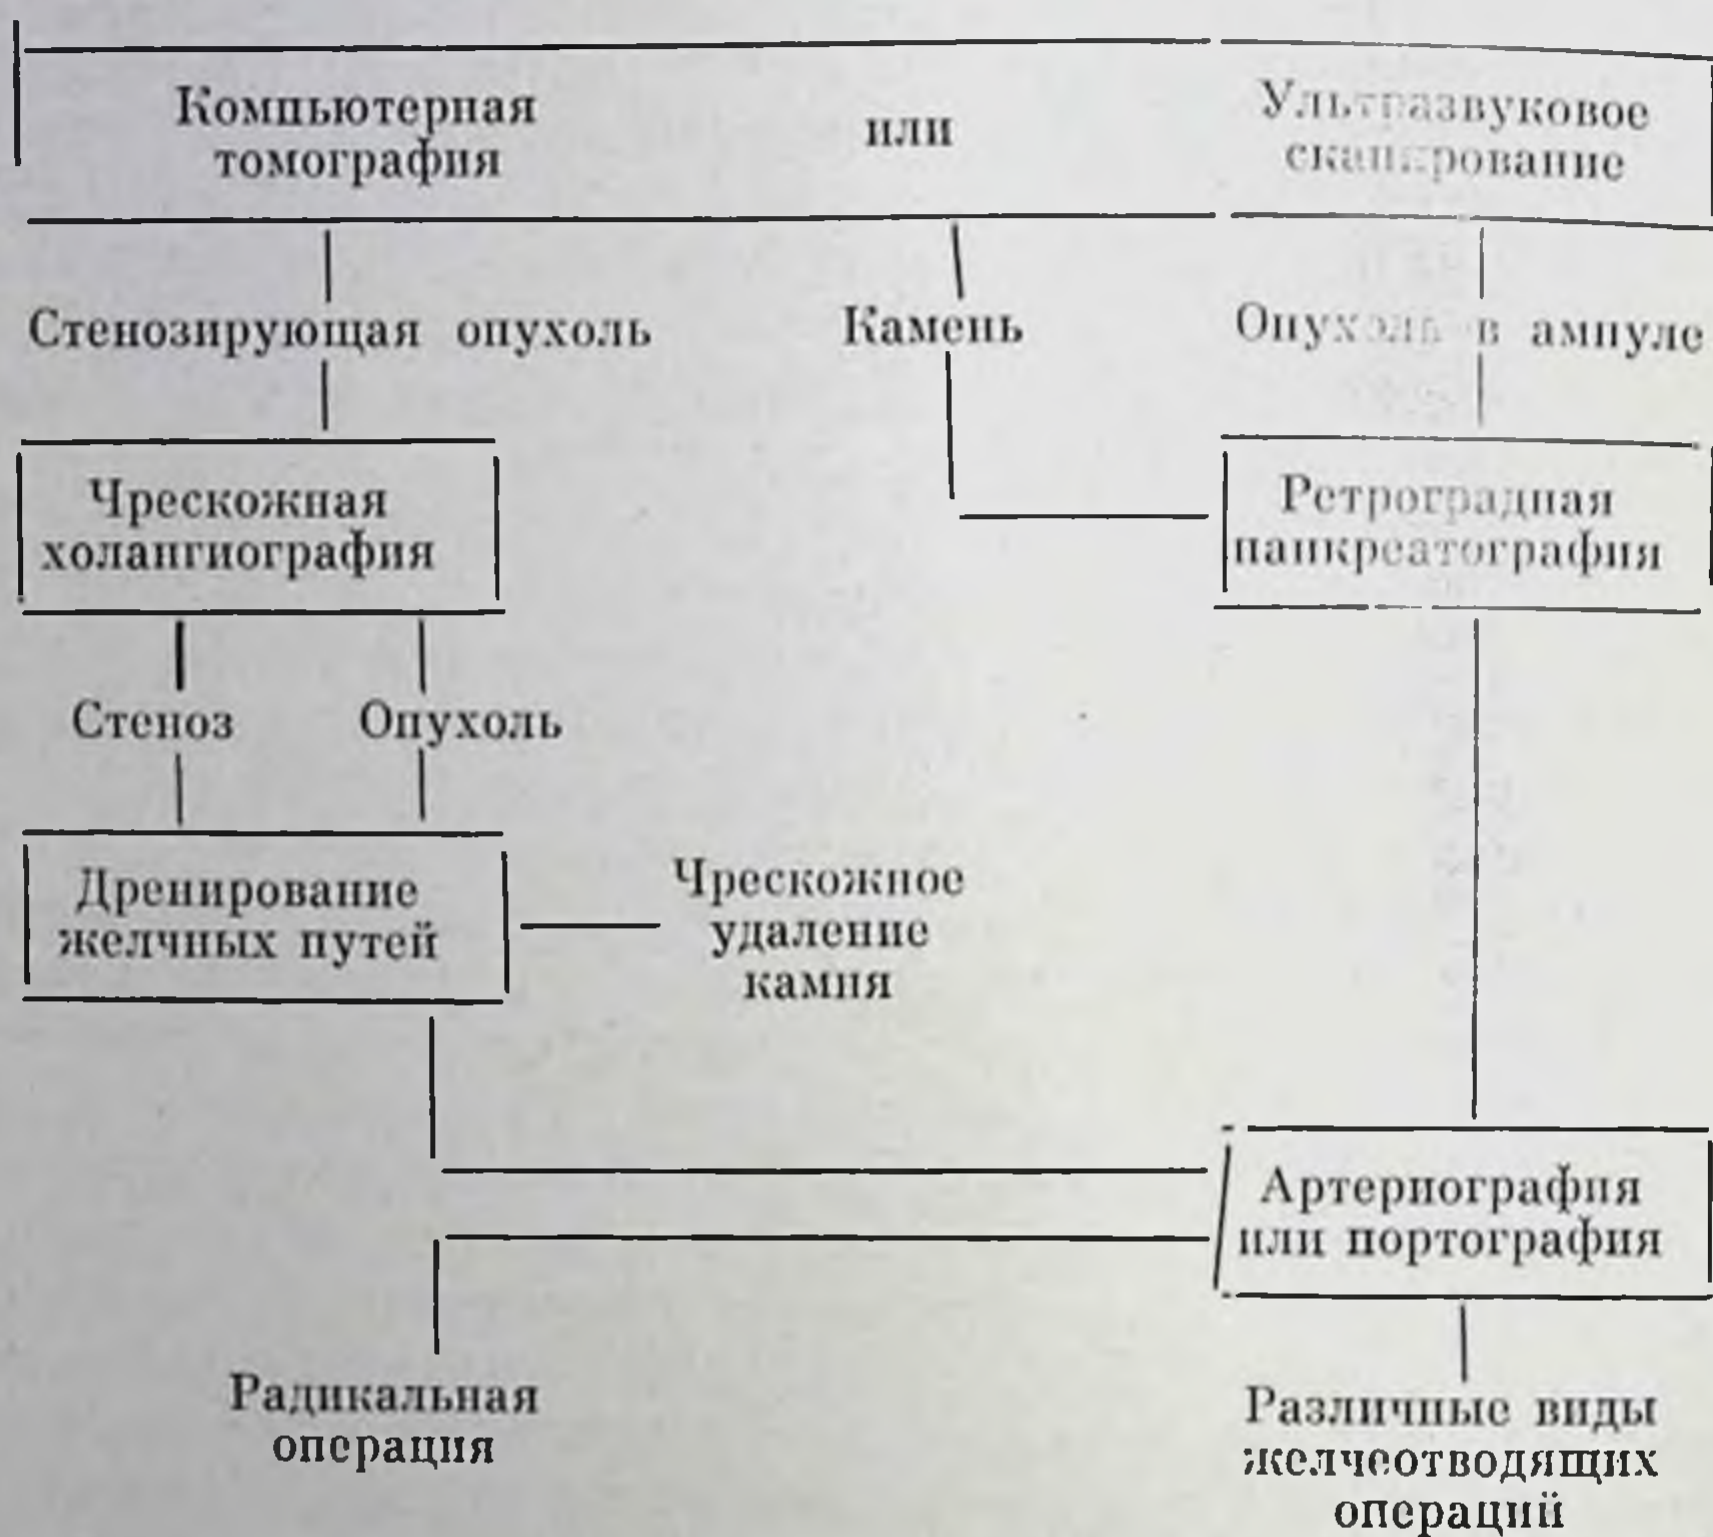 Компьютерная
томография
или
Ультразвуковое
сканирование
Стенозирующая опухоль
Камень
Опухоль в ампуле
Чрескожная
холангиография
Ретроградная
панкреатография
Стеноз
Опухоль
Дренирование
желчных путей
Чрескожное
удаление
камня
Артериография
или портография
Радикальная
операция
Различные виды
желчеотводящих
операций